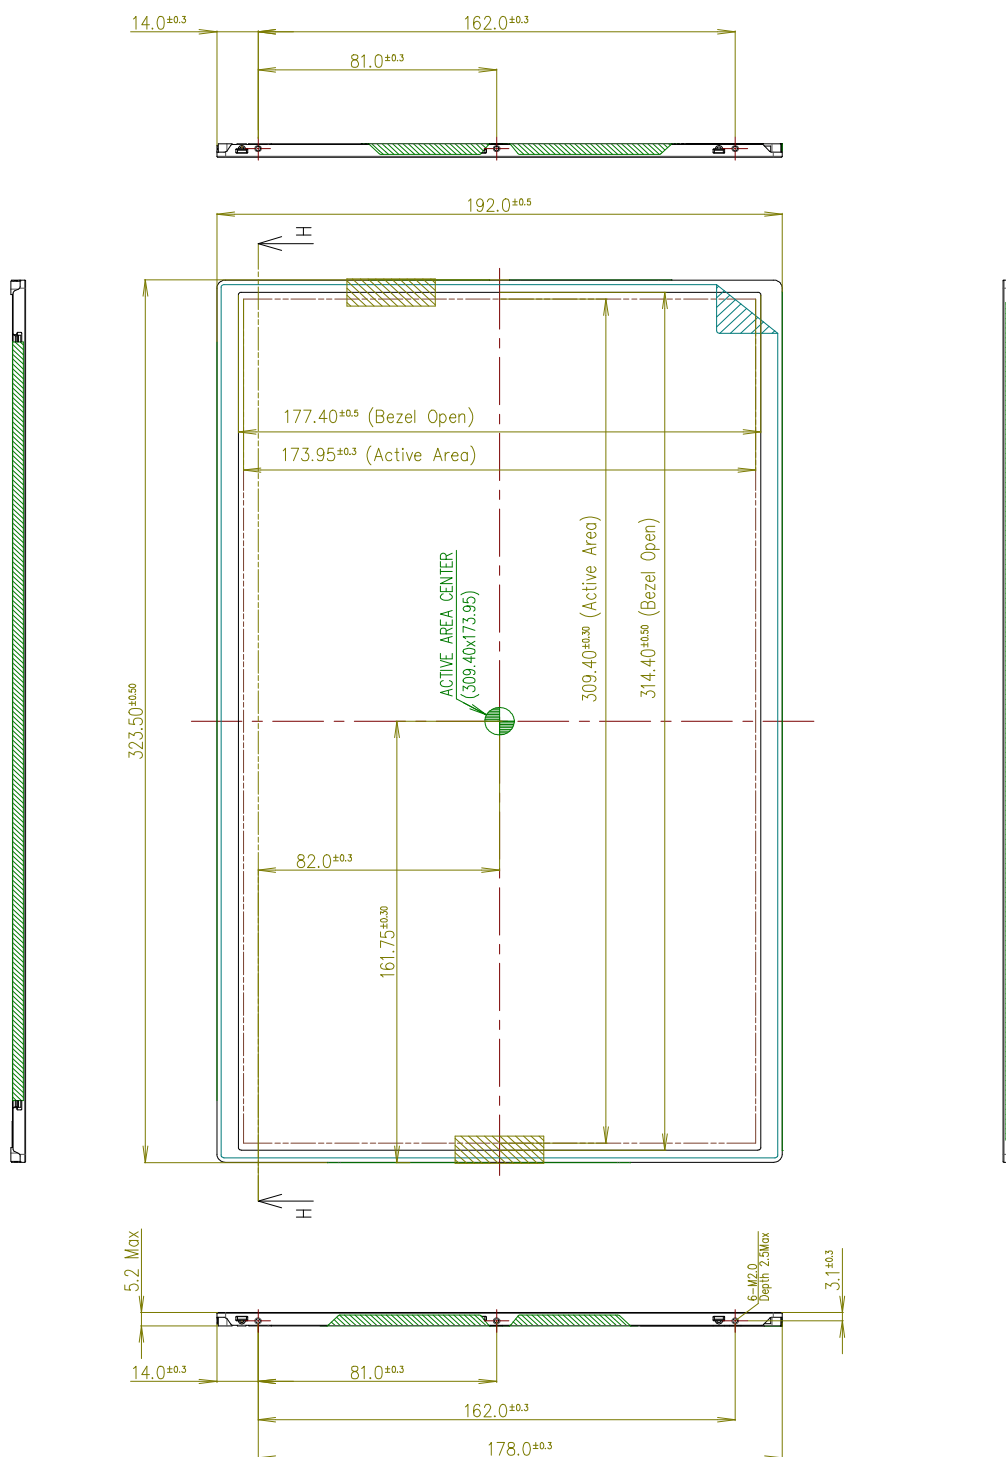 14.0±0.3
162.0±0.3
81.0±0.3
192.0±0.5
H
177.40±0.5 (Bezel Open)
173.95±0.3 (Active Area)
ACTIVE AREA CENTER
(309.40x173.95)
309.40±0.30 (Active Area)
314.40±0.50 (Bezel Open)
323.50±0.50
82.0±0.3
161.75±0.30
H
5.2 Max
6-M2.0
Depth 2.5Max
3.1±0.3
14.0±0.3
81.0±0.3
162.0±0.3
178.0±0.3